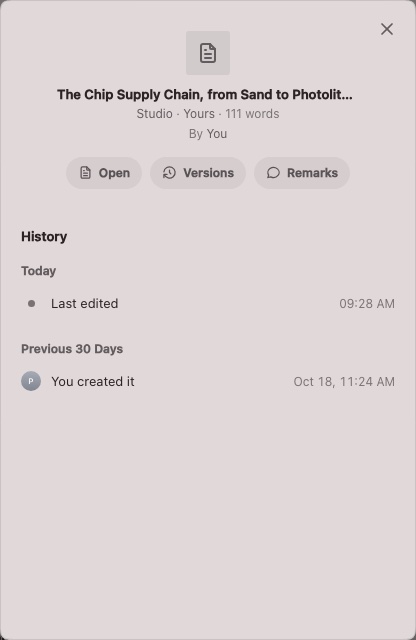 The Chip Supply Chain, from Sand to Photolit...
Studio · Yours · 111 words
By You
Open
Versions
Remarks
History
Today
Last edited
09:28 AM
Previous 30 Days
P
You created it
Oct 18, 11:24 AM